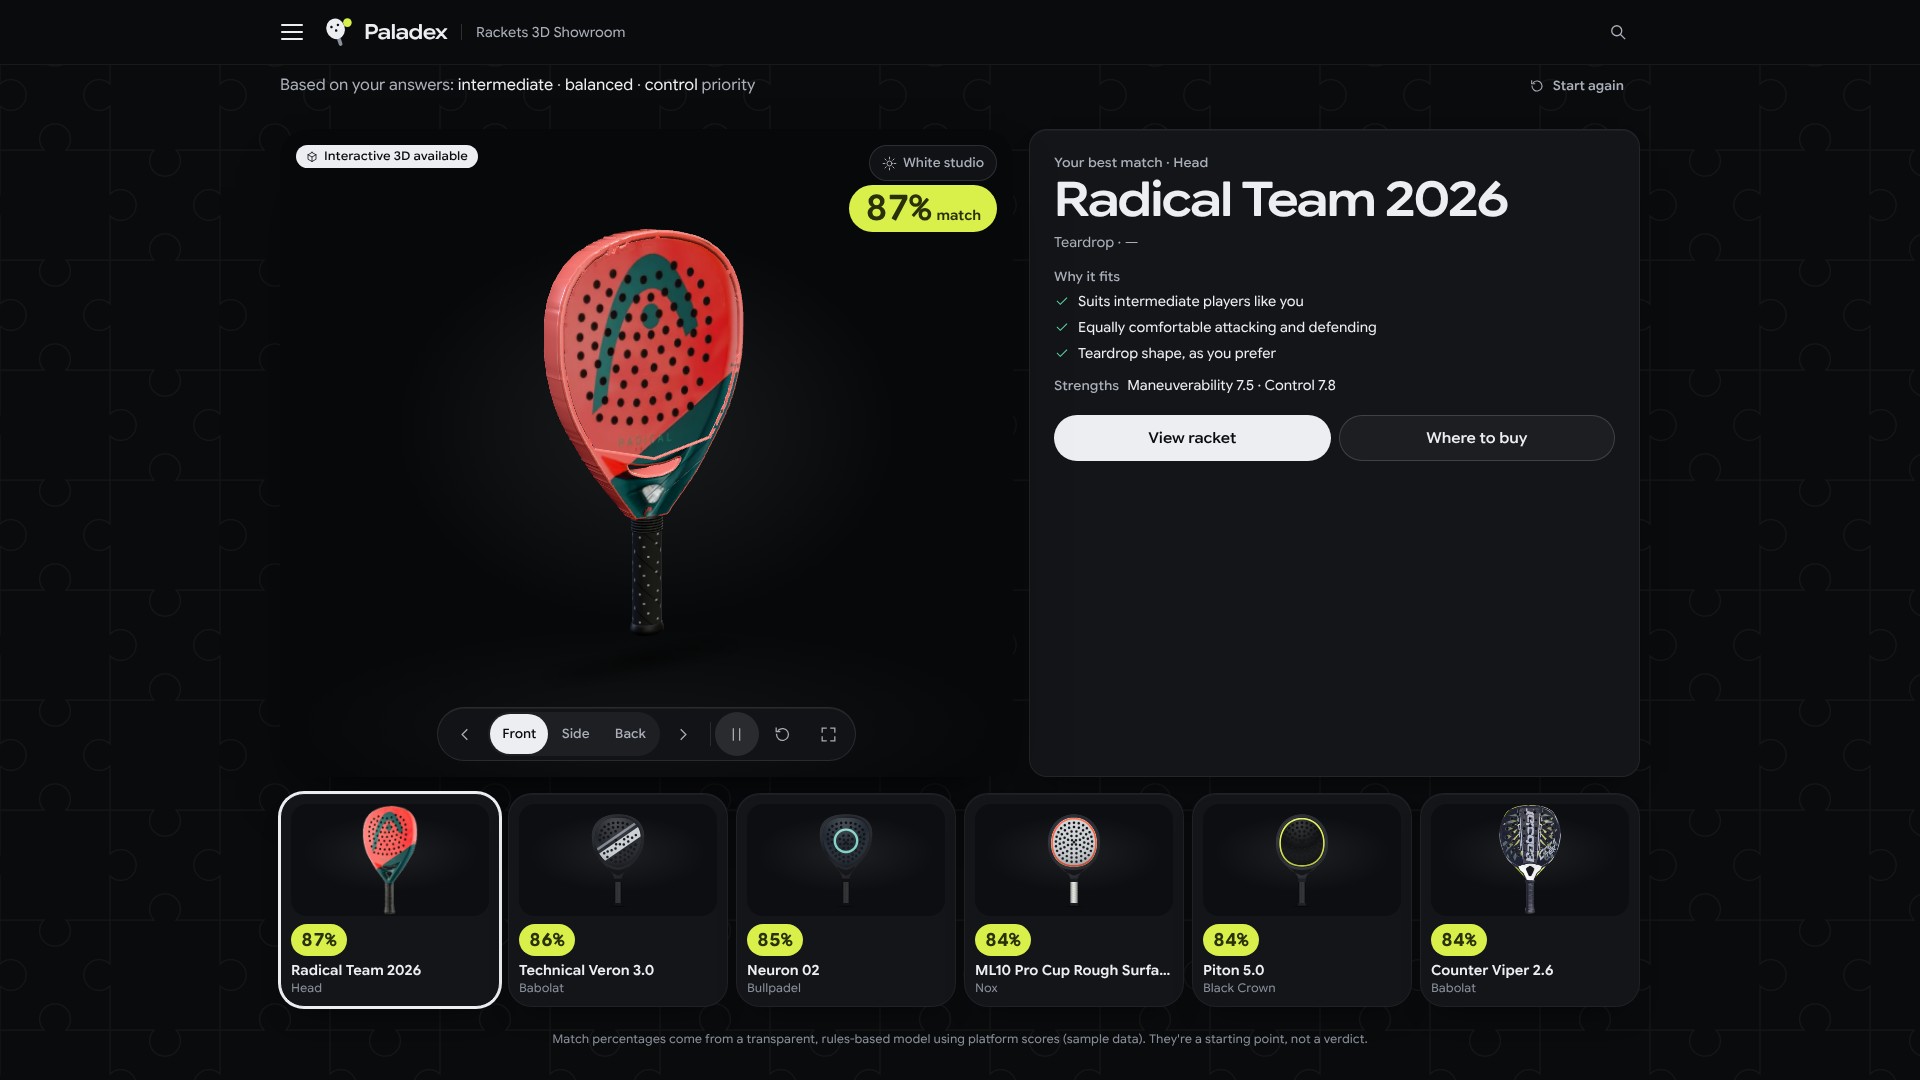 Paladex
Rackets 3D Showroom
Based on your answers: intermediate · balanced · control priority
Start again
Interactive 3D available
White studio
87% match
RADICAL
Front
Side
Back
Your best match · Head
Radical Team 2026
Teardrop · —
Why it fits
Suits intermediate players like you
Equally comfortable attacking and defending
Teardrop shape, as you prefer
Strengths Maneuverability 7.5 · Control 7.8
View racket
Where to buy
87%
Radical Team 2026
Head
86%
Technical Veron 3.0
Babolat
85%
Neuron 02
Bullpadel
84%
ML10 Pro Cup Rough Surfa...
Nox
84%
Piton 5.0
Black Crown
84%
Counter Viper 2.6
Babolat
Match percentages come from a transparent, rules-based model using platform scores (sample data). They're a starting point, not a verdict.